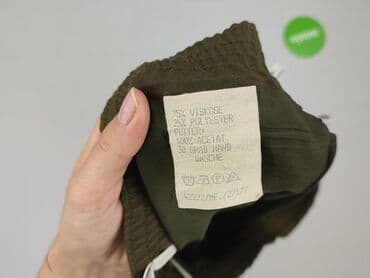 75% VISKOSE
25% POLYESTER
FUTTER:
100% ACETAT
30 GRAD HAND
WÄSCHE